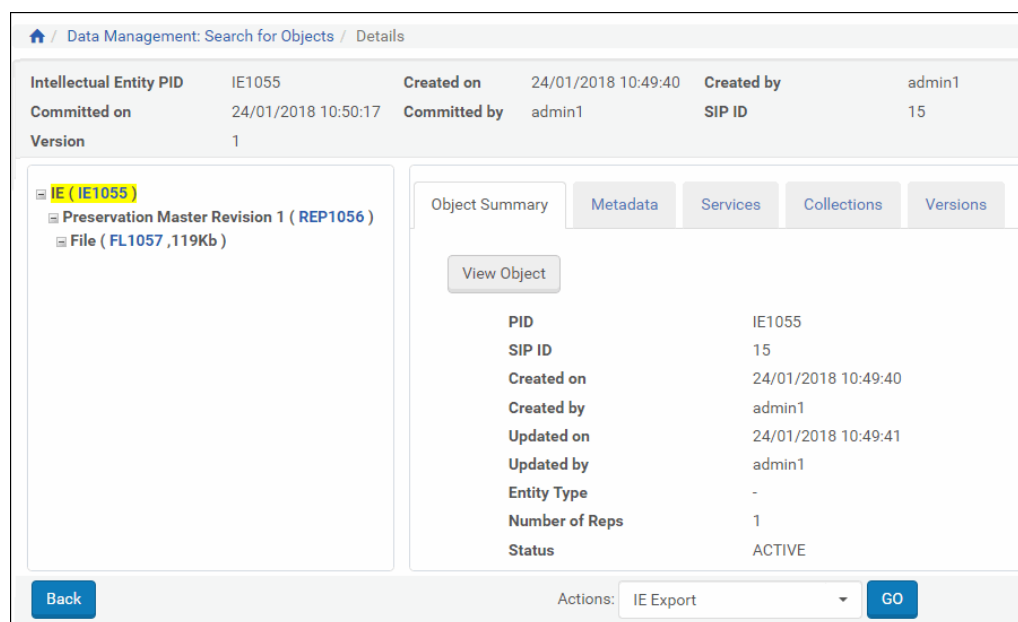 / Data Management: Search for Objects / Details
Intellectual Entity PID IE1055 Created on 24/01/2018 10:49:40 Created by admin1
Committed on 24/01/2018 10:50:17 Committed by admin1 SIP ID 15
Version 1
IE ( IE1055 )
Preservation Master Revision 1 ( REP1056 )
File ( FL1057 ,119Kb )
Object Summary Metadata Services Collections Versions
View Object
PID IE1055
SIP ID 15
Created on 24/01/2018 10:49:40
Created by admin1
Updated on 24/01/2018 10:49:41
Updated by admin1
Entity Type -
Number of Reps 1
Status ACTIVE
Back Actions: IE Export GO